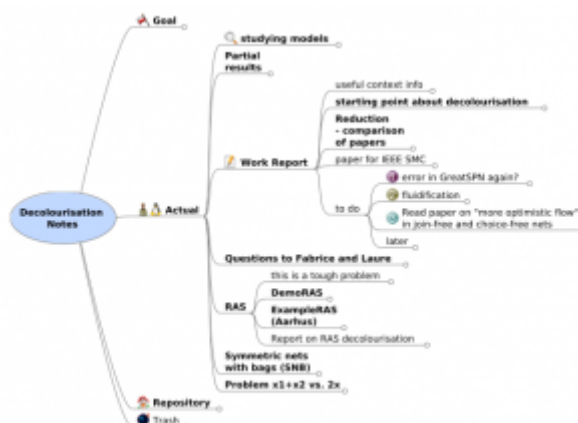 Goal
studying models
Partial
results
useful context info
starting point about decolourisation
Reduction
- comparison
of papers
Work Report
paper for IEEE SMC
error in GreatSPN again?
fluidification
to do
Read paper on "more optimistic flow"
in join-free and choice-free nets
later
Decolourisation
Notes
Actual
Questions to Fabrice and Laure
this is a tough problem
DemoRAS
RAS
ExampleRAS
(Aarhus)
Report on RAS decolourisation
Symmetric nets
with bags (SNB)
Problem x1+x2 vs. 2x
Repository
Trash